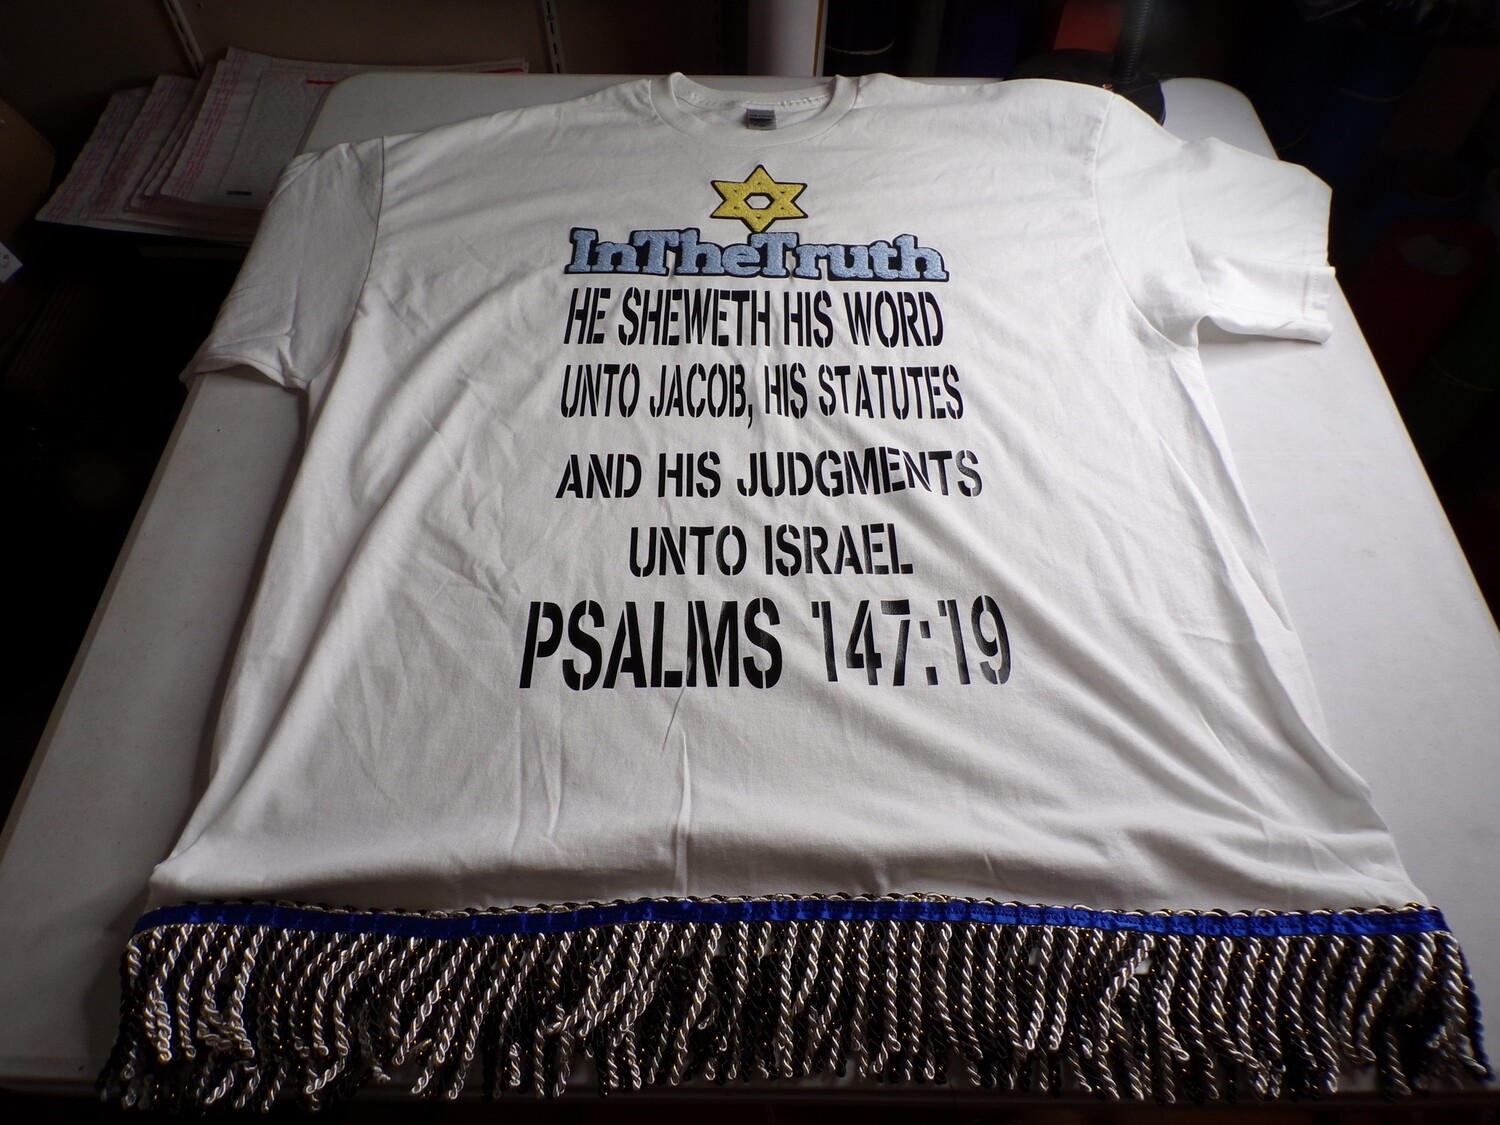 InTheTruth
HE SHEWETH HIS WORD
UNTO JACOB, HIS STATUTES
AND HIS JUDGMENTS
UNTO ISRAEL
PSALMS 147:19